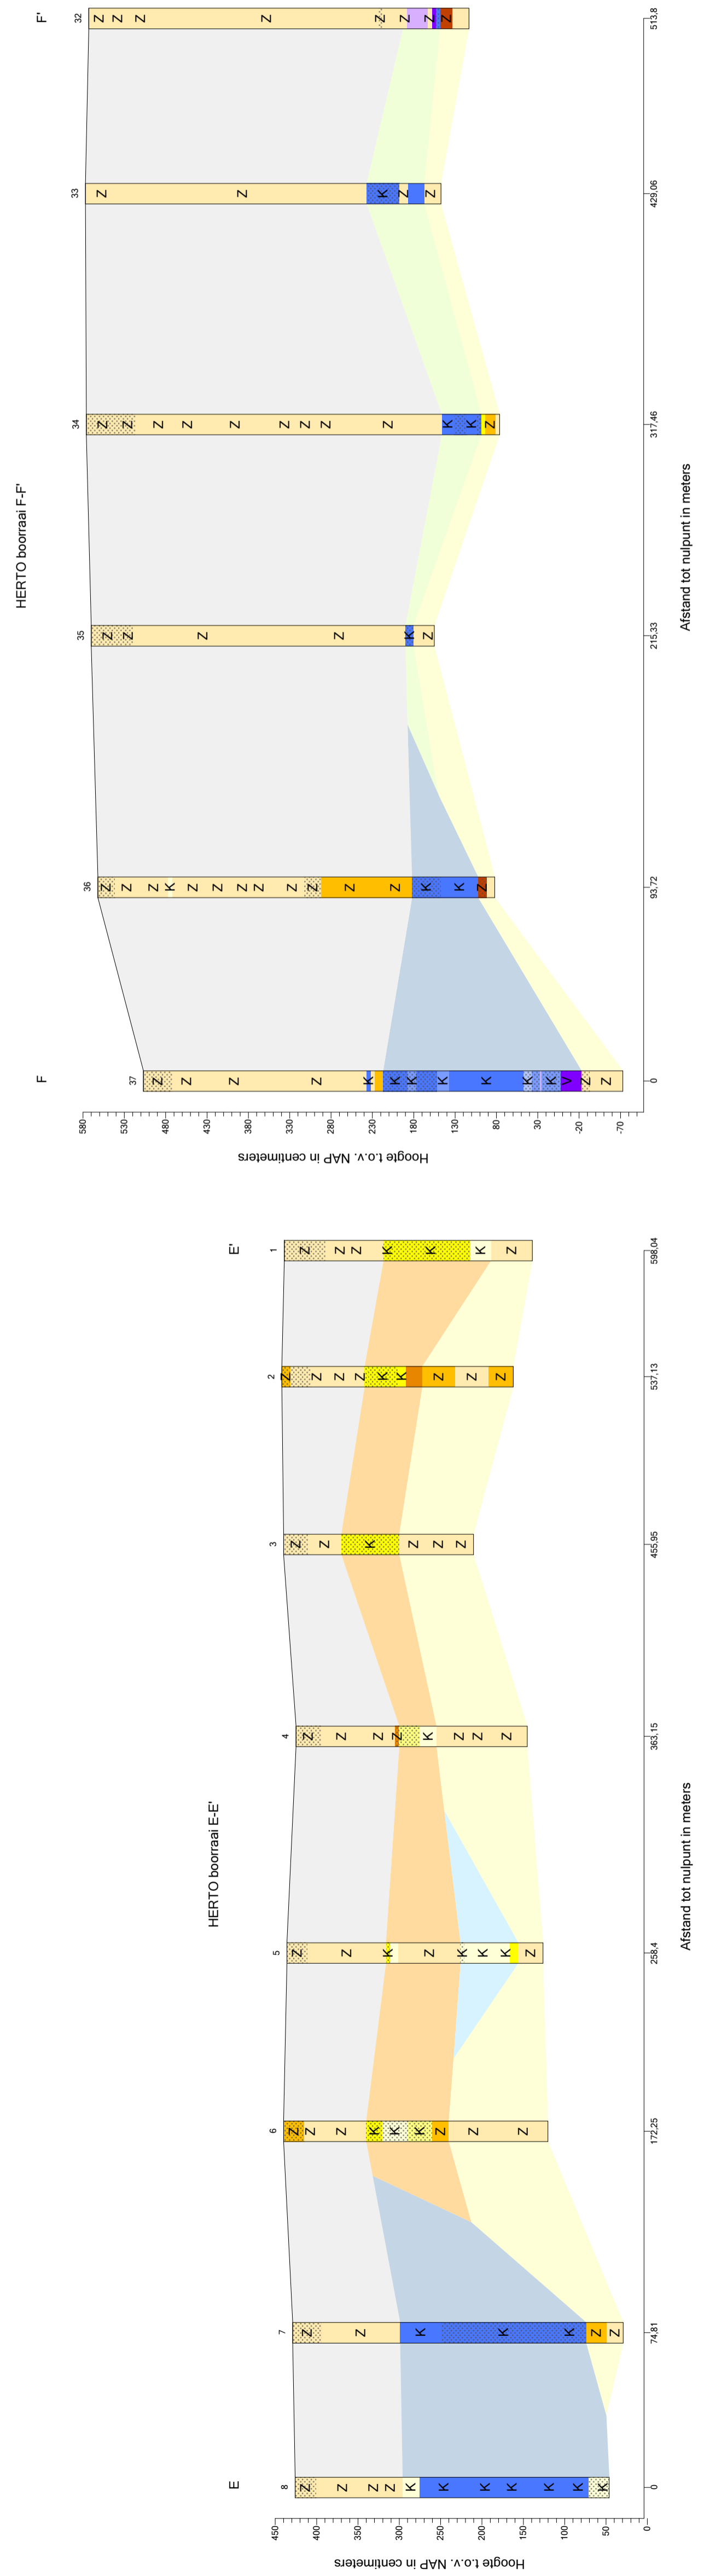 HERTO boorraai E-E'
E E'
8 7 6 5 4 3 2 1
Hoogte t.o.v. NAP in centimeters
450
400
350
300
250
200
150
100
50
0
Z Z Z Z K K K K K K K
Z Z K K K Z Z
Z Z Z K K K Z Z Z
Z Z K Z K K K Z
Z Z Z Z K Z Z Z
Z Z K Z Z Z
Z Z Z Z K K Z Z Z
Z Z Z K K K Z
0 74,81 172,25 258,4 363,15 455,95 537,13 598,04
Afstand tot nulpunt in meters
HERTO boorraai F-F'
F F'
37 36 35 34 33 32
Hoogte t.o.v. NAP in centimeters
580
530
480
430
380
330
280
230
180
130
80
30
-20
-70
Z Z Z Z K K K K K K K V Z Z
Z Z Z K Z Z Z Z Z Z Z Z K K Z
Z Z Z Z K Z
Z Z Z Z Z Z Z Z Z K K Z
Z Z K Z Z
Z Z Z Z Z Z Z Z
0 93,72 215,33 317,46 429,06 513,8
Afstand tot nulpunt in meters